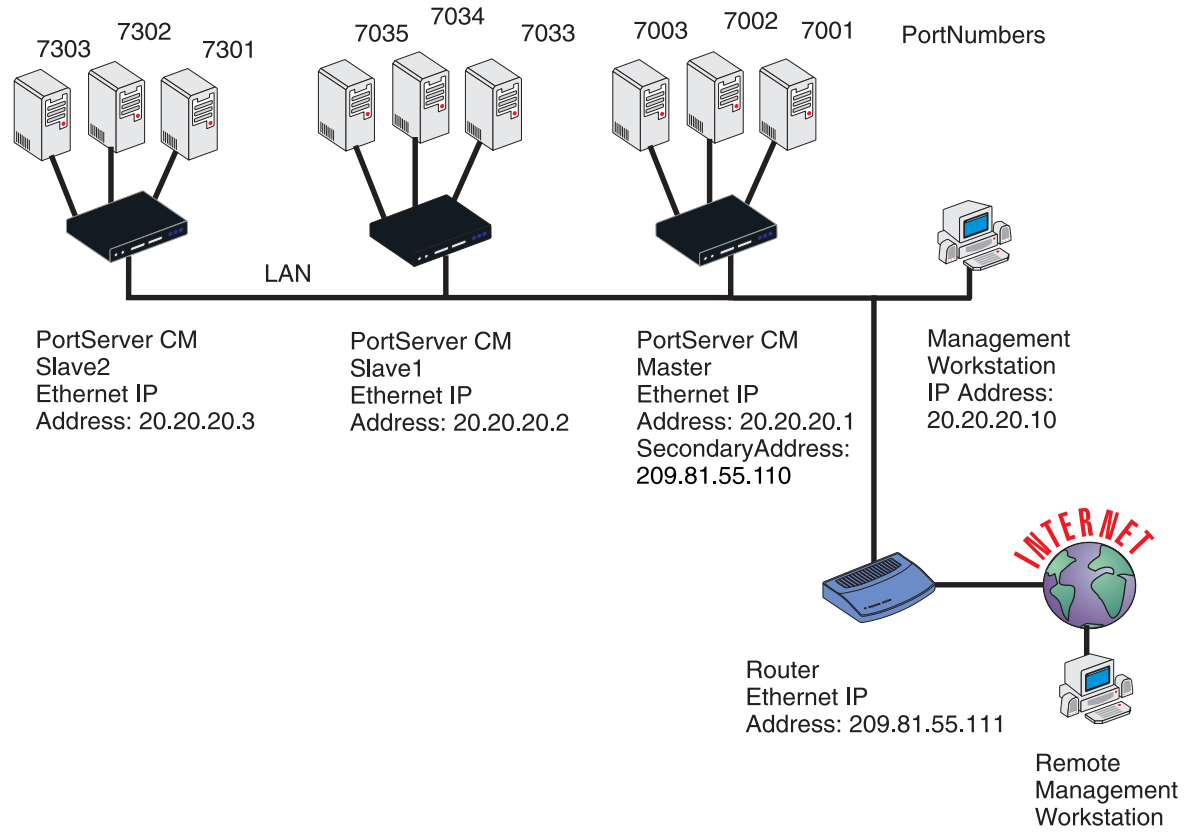 7303 7302 7301 7035 7034 7033 7003 7002 7001 PortNumbers
LAN
PortServer CM
Slave2
Ethernet IP
Address: 20.20.20.3
PortServer CM
Slave1
Ethernet IP
Address: 20.20.20.2
PortServer CM
Master
Ethernet IP
Address: 20.20.20.1
SecondaryAddress:
209.81.55.110
Management
Workstation
IP Address:
20.20.20.10
INTERNET
Router
Ethernet IP
Address: 209.81.55.111
Remote
Management
Workstation